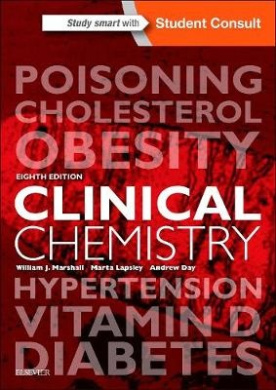 Study smart with Student Consult
POISONING
CHOLESTEROL
OBESITY
EIGHTH EDITION
CLINICAL
CHEMISTRY
William J. Marshall Marta Lapsley Andrew Day
HYPERTENSION
VITAMIN D
DIABETES
ELSEVIER